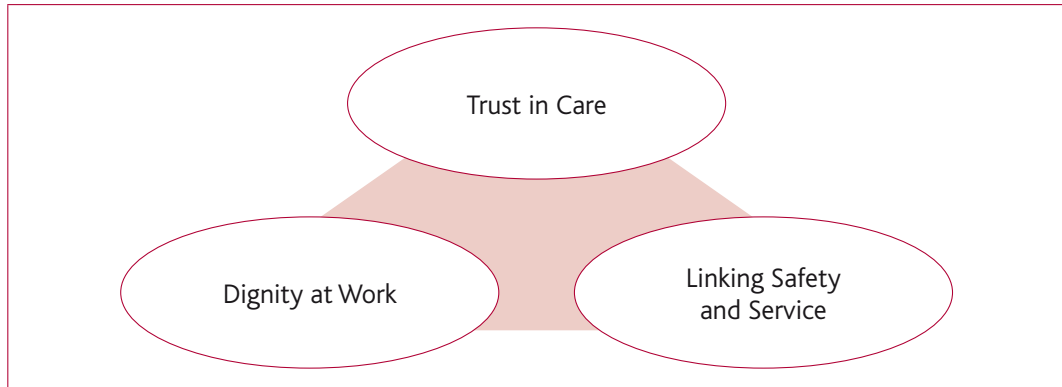 Trust in Care
Dignity at Work
Linking Safety
and Service